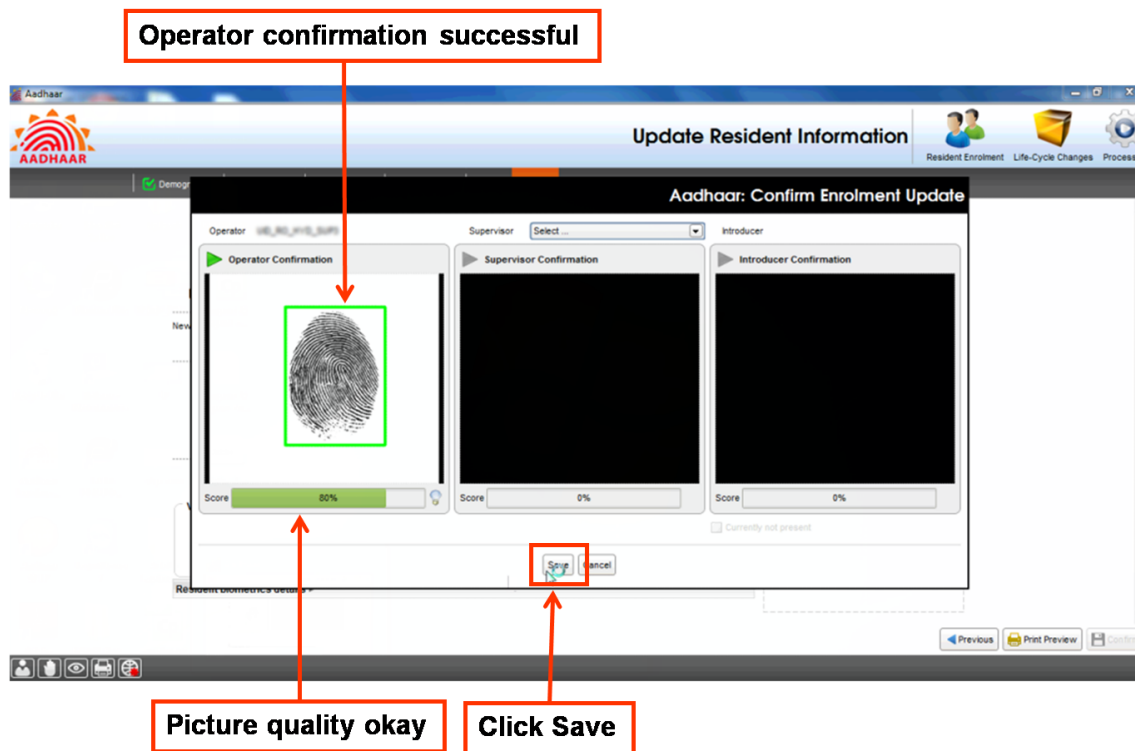 Operator confirmation successful
Aadhaar
AADHAAR
Update Resident Information
Resident Enrolment Life-Cycle Changes Process
Demogr
Aadhaar: Confirm Enrolment Update
Operator
Supervisor Select ... Introducer
Operator Confirmation Supervisor Confirmation Introducer Confirmation
New
Score 80% Score 0% Score 0%
V
Currently not present
Save Cancel
Resident biometrics details
Previous Print Preview Confirm
Picture quality okay Click Save